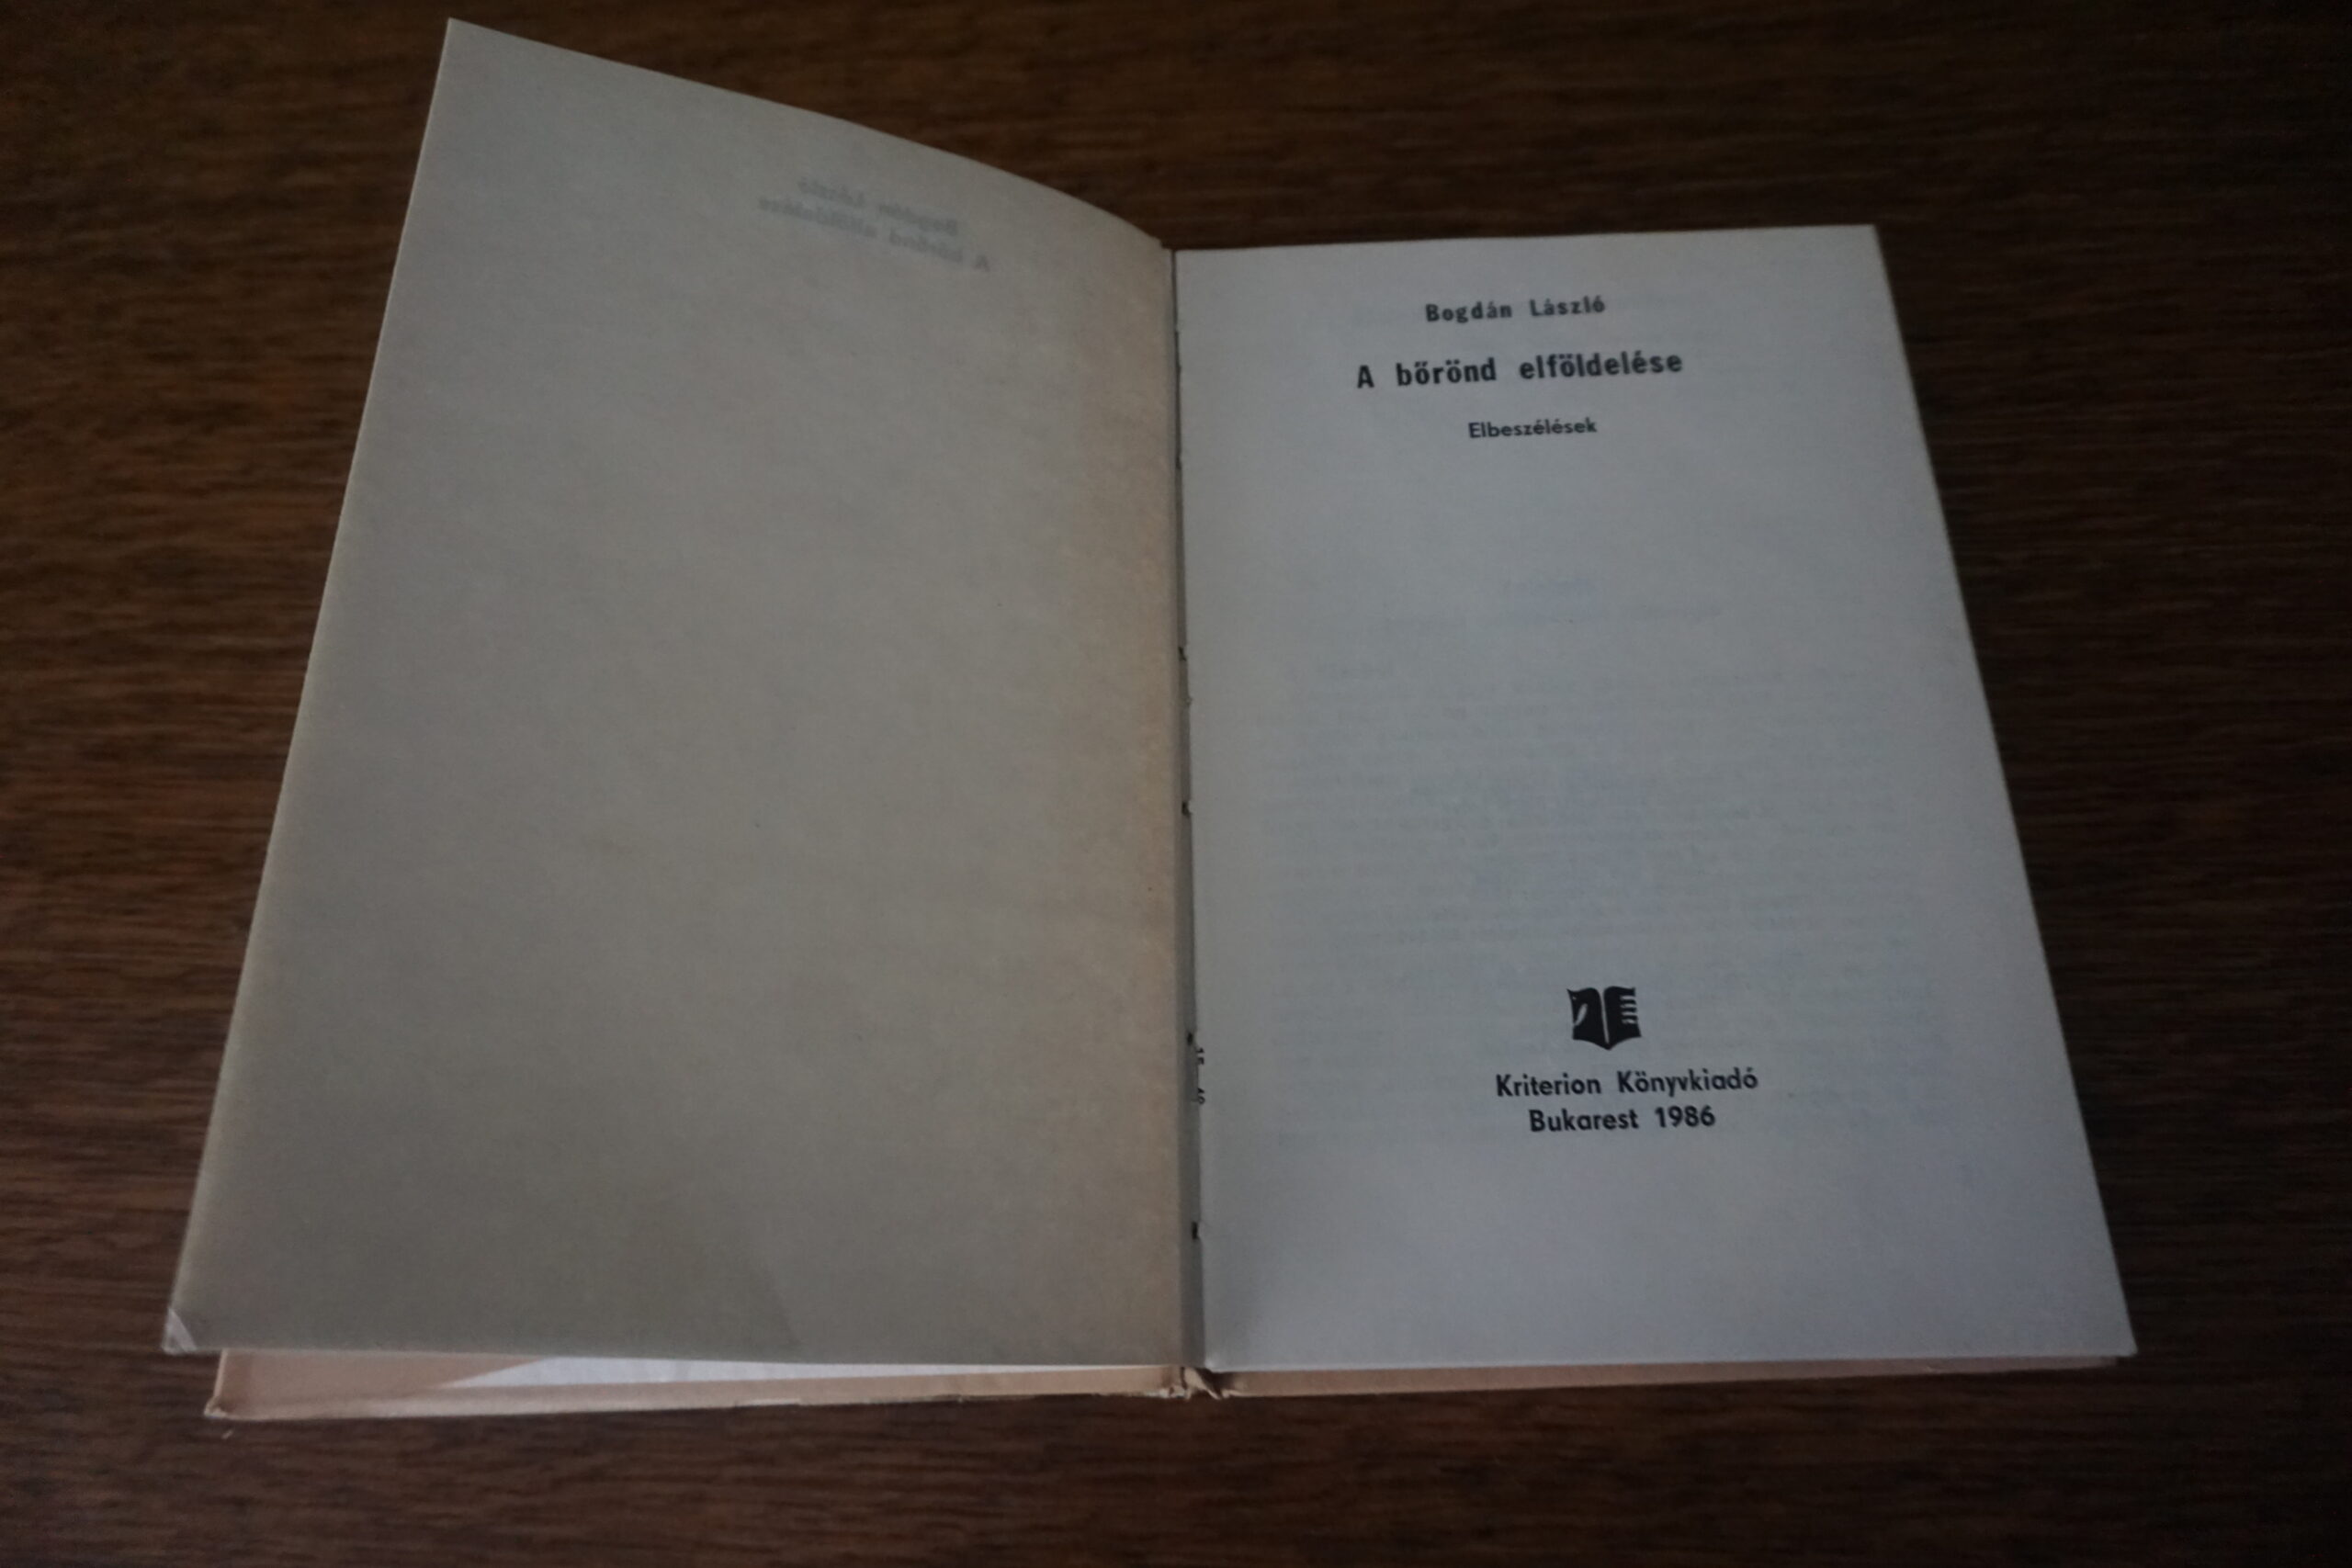 Bogdán László
A bőrönd elföldelése
Elbeszélések
Kriterion Könyvkiadó
Bukarest 1986